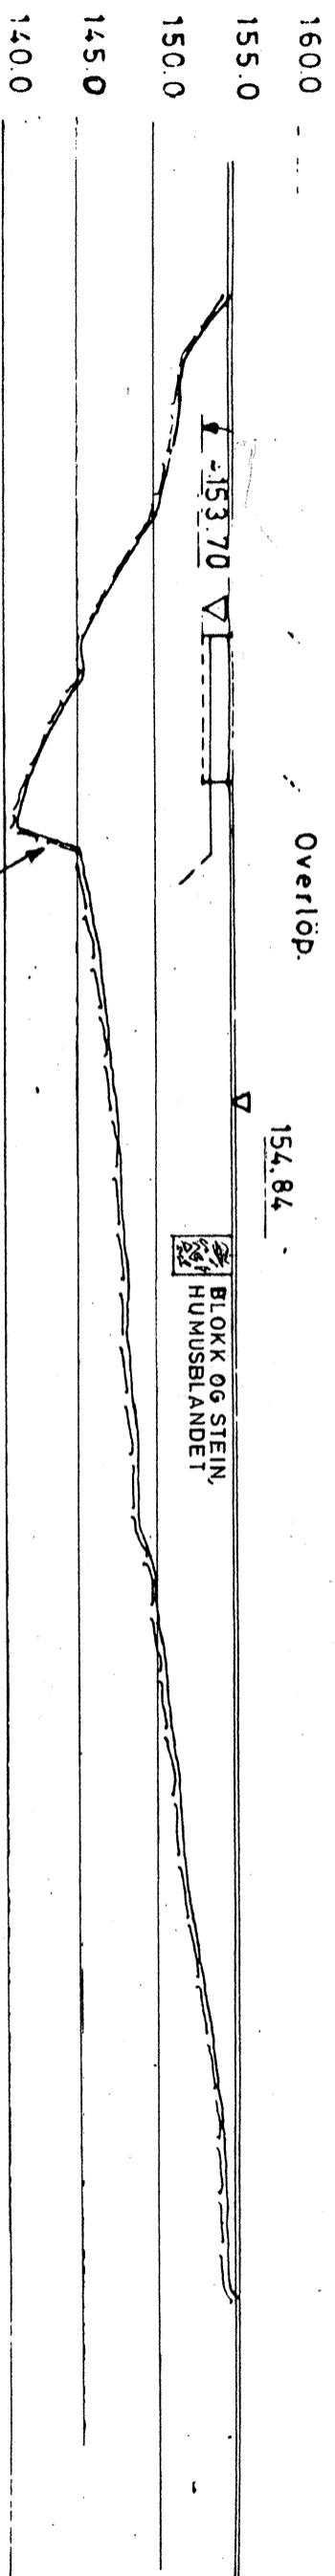 160.0
155.0
150.0
145.0
140.0
153.70
Overlöp.
154.84
BLOKK OG STEIN,
HUMUSBLANDET